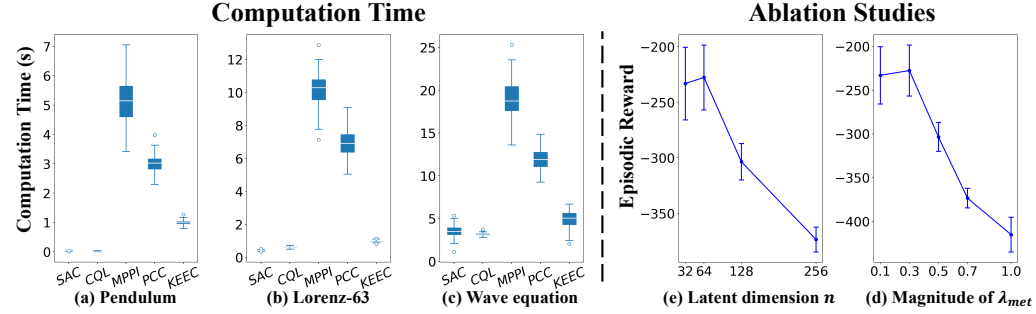 Computation Time
Ablation Studies
Computation Time (s)
7
6
5
4
3
2
1
0
SAC CQL MPPI PCC KEEC
(a) Pendulum
12
10
8
6
4
2
0
SAC CQL MPPI PCC KEEC
(b) Lorenz-63
25
20
15
10
5
0
SAC CQL MPPI PCC KEEC
(c) Wave equation
Episodic Reward
−200
−250
−300
−350
32 64 128 256
(e) Latent dimension n
−200
−250
−300
−350
−400
0.1 0.3 0.5 0.7 1.0
(d) Magnitude of λmet